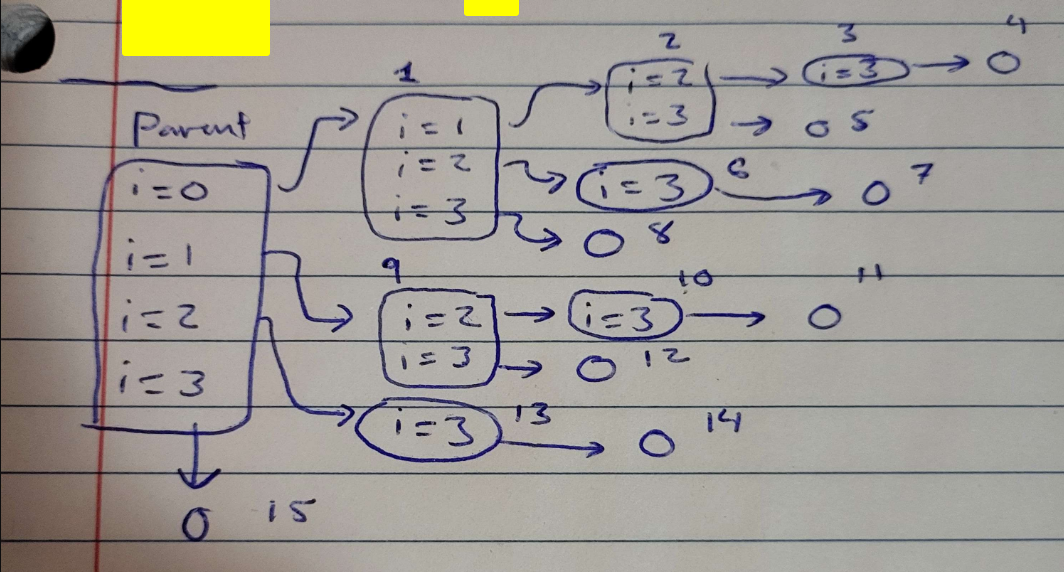 2 3 4
1 i=2 → i=3 → 0
Parent i=1 i=3 → 0 5
i=0 i=2 i=3 6 → 0 7
i=3 0 8
i=1 9 10 11
i=2 i=2 → i=3 → 0
i=3 i=3 → 0 12
i=3 13 → 0 14
0 15